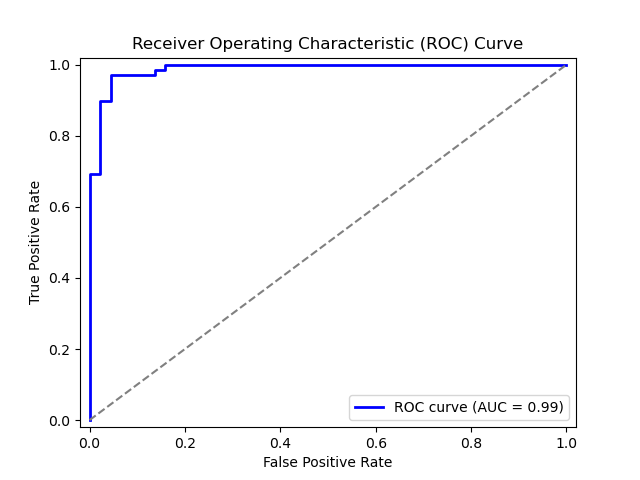 Receiver Operating Characteristic (ROC) Curve
1.0
0.8
0.6
0.4
0.2
0.0
True Positive Rate
ROC curve (AUC = 0.99)
0.0 0.2 0.4 0.6 0.8 1.0
False Positive Rate